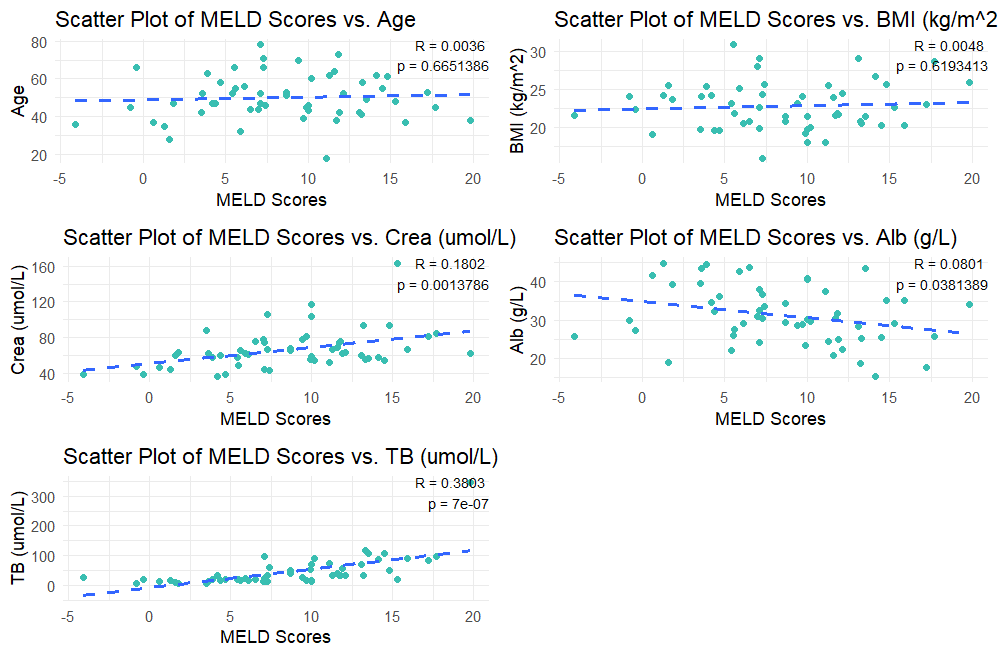 Scatter Plot of MELD Scores vs. Age
R = 0.0036
p = 0.6651386
80
60
40
20
Age
-5 0 5 10 15 20
MELD Scores
Scatter Plot of MELD Scores vs. BMI (kg/m^2
R = 0.0048
p = 0.6193413
30
25
20
BMI (kg/m^2)
-5 0 5 10 15 20
MELD Scores
Scatter Plot of MELD Scores vs. Crea (umol/L)
R = 0.1802
p = 0.0013786
160
120
80
40
Crea (umol/L)
-5 0 5 10 15 20
MELD Scores
Scatter Plot of MELD Scores vs. Alb (g/L)
R = 0.0801
p = 0.0381389
40
30
20
Alb (g/L)
-5 0 5 10 15 20
MELD Scores
Scatter Plot of MELD Scores vs. TB (umol/L)
R = 0.3803
p = 7e-07
300
200
100
0
TB (umol/L)
-5 0 5 10 15 20
MELD Scores